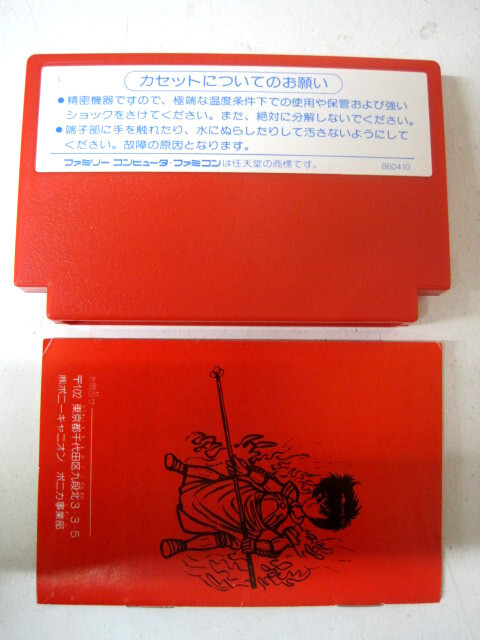 カセットについてのお願い
●精密機器ですので、極端な温度条件下での使用や保管および強い
ショックをさけてください。また、絶対に分解しないでください。
●端子部に手を触れたり、水にぬらしたりして汚さないようにして
ください。故障の原因となります。
ファミリーコンピュータ・ファミコンは任天堂の商標です。
860410
〒102 東京都千代田区九段北3-3-5
㈱ポニーキャニオン ポニカ事業部